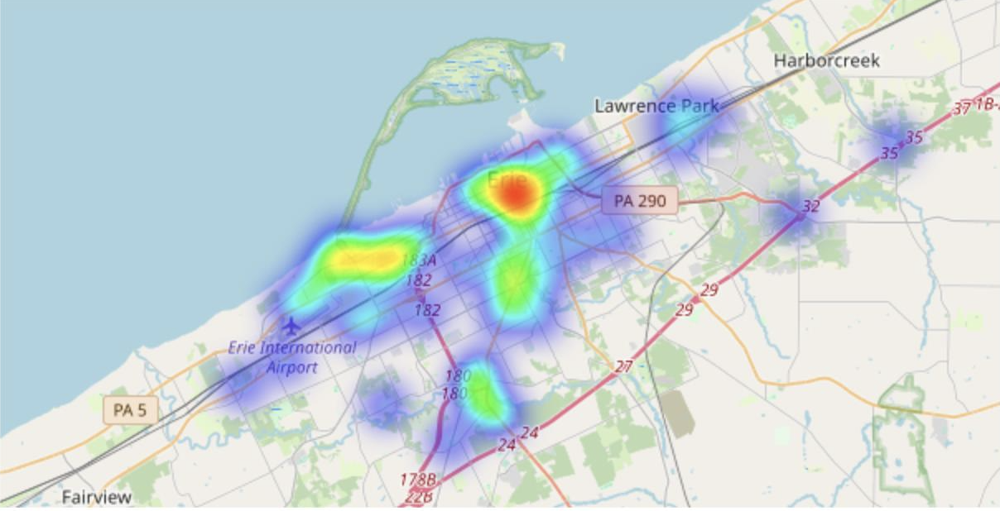 Harborcreek
Lawrence Park
37
1B-
35
35
Erie
PA 290
32
183A
182
182
29
29
Erie International
Airport
27
180
180
PA 5
24
24
178B
22B
Fairview